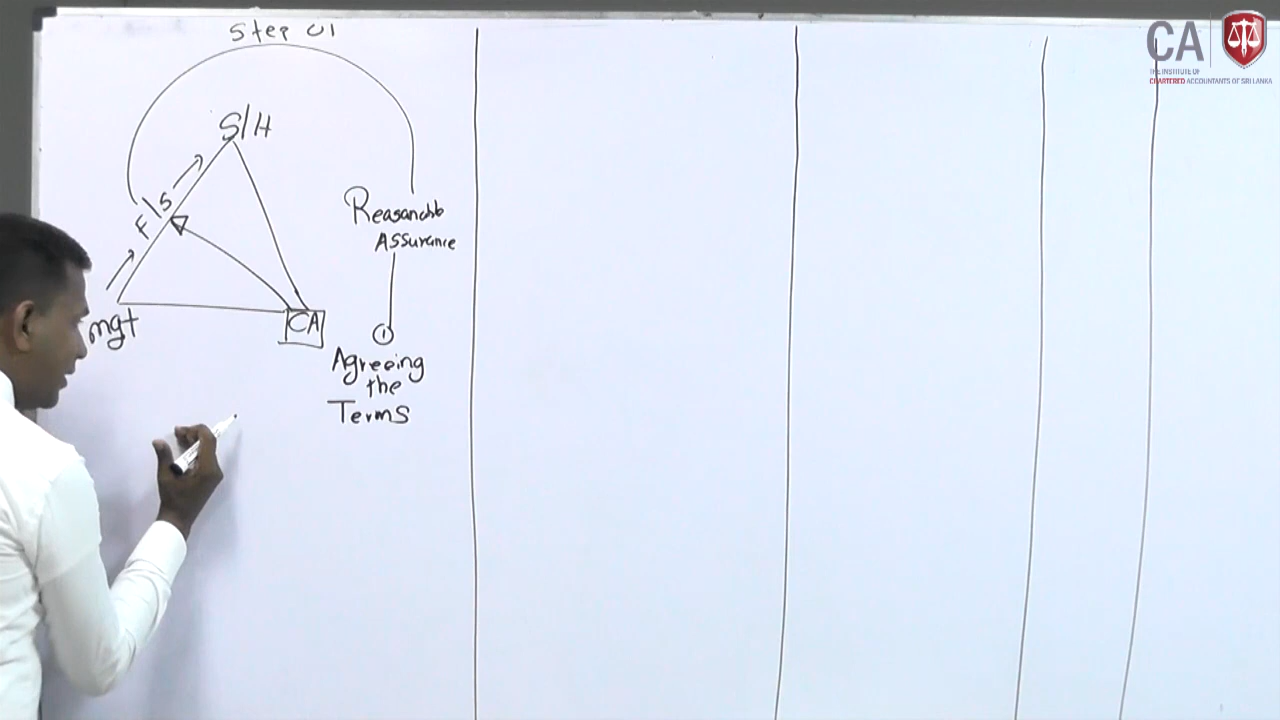 Step 01
S/H
F/S
mgt
CA
Reasonable
Assurance
1
Agreeing
the
Terms
CA
THE INSTITUTE OF
CHARTERED ACCOUNTANTS OF SRI LANKA